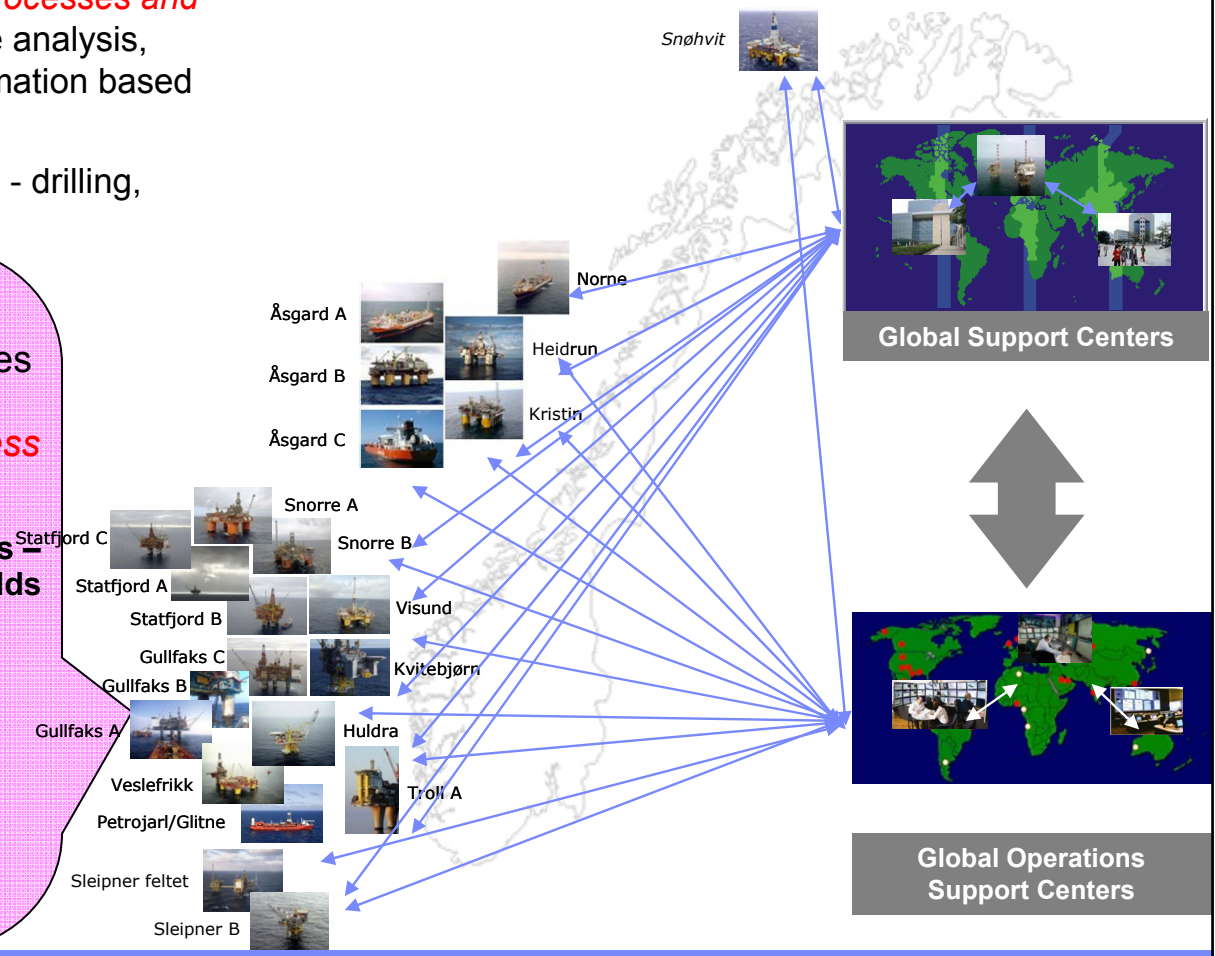 ocesses and
e analysis,
mation based
- drilling,
es
ess
s –
lds
Snøhvit
Norne
Åsgard A
Heidrun
Åsgard B
Kristin
Åsgard C
Snorre A
Statfjord C
Snorre B
Statfjord A
Visund
Statfjord B
Gullfaks C
Kvitebjørn
Gullfaks B
Gullfaks A
Huldra
Veslefrikk
Troll A
Petrojarl/Glitne
Sleipner feltet
Sleipner B
Global Support Centers
Global Operations
Support Centers